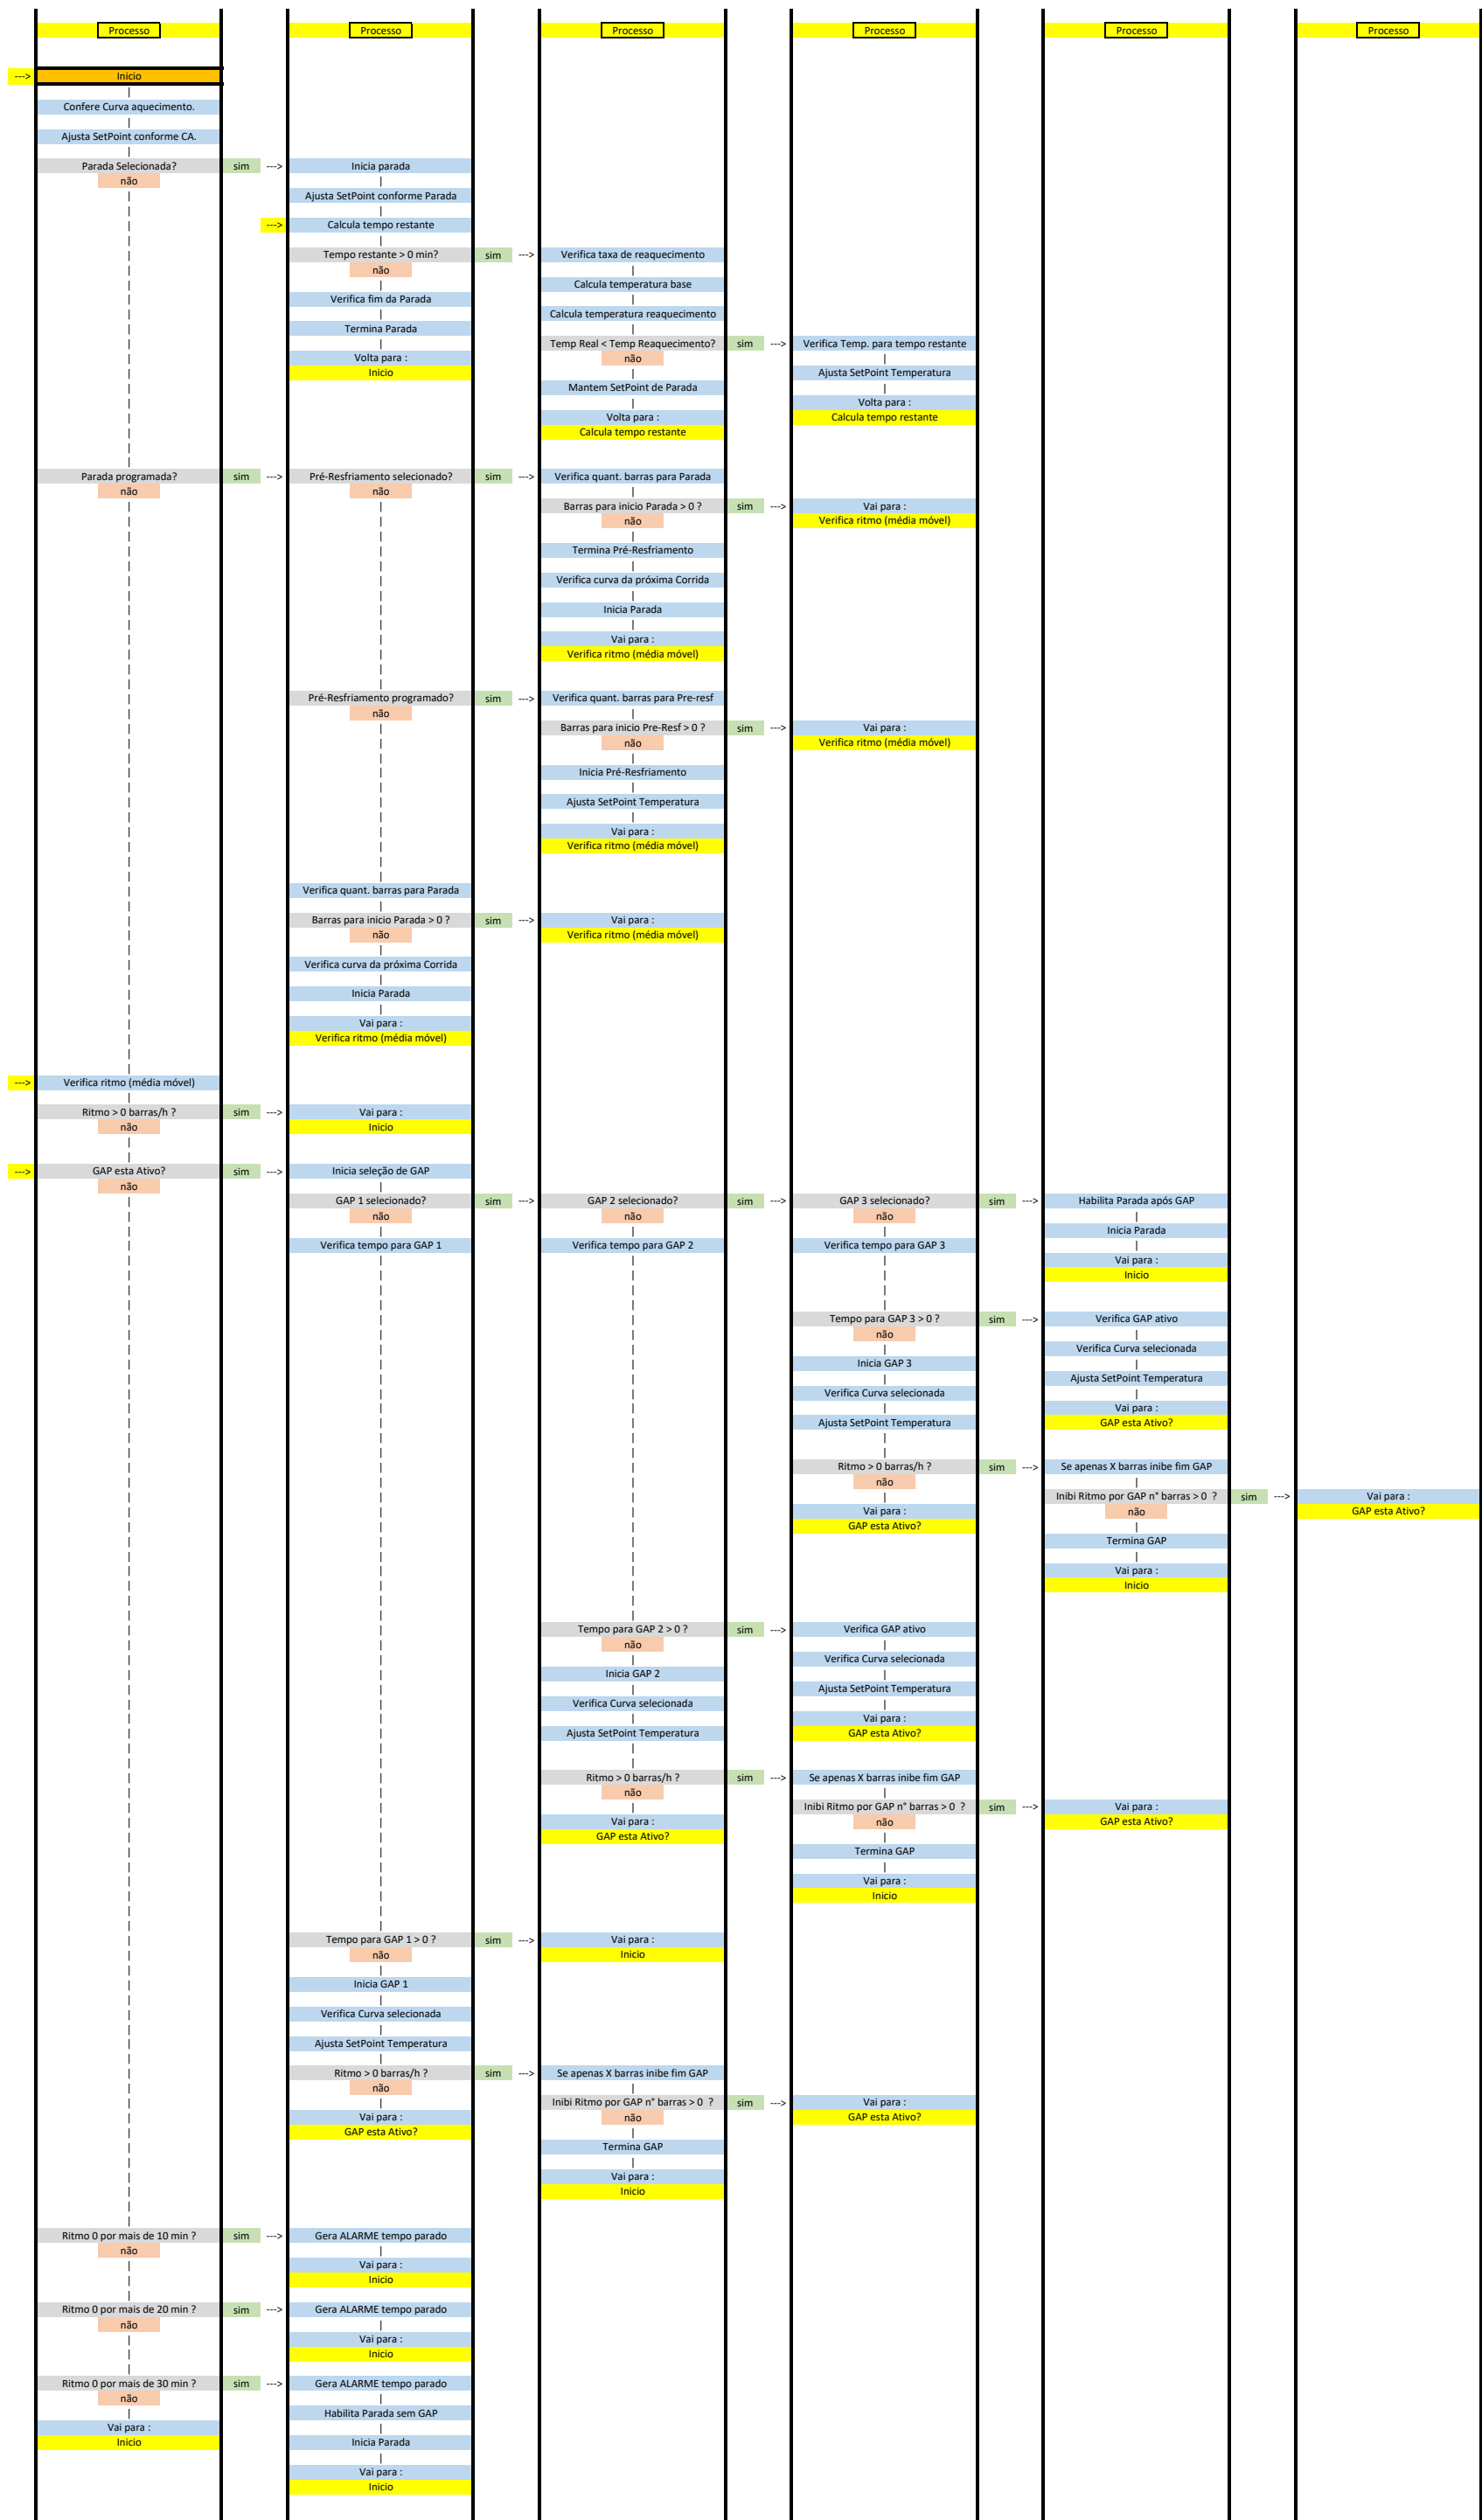 Processo Processo Processo Processo Processo Processo
---> Inicio
Confere Curva aquecimento.
Ajusta SetPoint conforme CA.
Parada Selecionada? sim ---> Inicia parada
não
Ajusta SetPoint conforme Parada
---> Calcula tempo restante
Tempo restante > 0 min? sim ---> Verifica taxa de reaquecimento
não
Calcula temperatura base
Verifica fim da Parada
Calcula temperatura reaquecimento
Termina Parada
Temp Real < Temp Reaquecimento? sim ---> Verifica Temp. para tempo restante
Volta para :
não
Inicio
Ajusta SetPoint Temperatura
Mantem SetPoint de Parada
Volta para :
Volta para :
Calcula tempo restante
Calcula tempo restante
Parada programada? sim ---> Pré-Resfriamento selecionado? sim ---> Verifica quant. barras para Parada
não não
Barras para inicio Parada > 0 ? sim ---> Vai para :
não Verifica ritmo (média móvel)
Termina Pré-Resfriamento
Verifica curva da próxima Corrida
Inicia Parada
Vai para :
Verifica ritmo (média móvel)
Pré-Resfriamento programado? sim ---> Verifica quant. barras para Pre-resf
não
Barras para inicio Pre-Resf > 0 ? sim ---> Vai para :
não Verifica ritmo (média móvel)
Inicia Pré-Resfriamento
Ajusta SetPoint Temperatura
Vai para :
Verifica ritmo (média móvel)
Verifica quant. barras para Parada
Barras para inicio Parada > 0 ? sim ---> Vai para :
não Verifica ritmo (média móvel)
Verifica curva da próxima Corrida
Inicia Parada
Vai para :
Verifica ritmo (média móvel)
---> Verifica ritmo (média móvel)
Ritmo > 0 barras/h ? sim ---> Vai para :
não Inicio
---> GAP esta Ativo? sim ---> Inicia seleção de GAP
não
GAP 1 selecionado? sim ---> GAP 2 selecionado? sim ---> GAP 3 selecionado? sim ---> Habilita Parada após GAP
não não não
Inicia Parada
Verifica tempo para GAP 1 Verifica tempo para GAP 2 Verifica tempo para GAP 3
Vai para :
Inicio
Tempo para GAP 3 > 0 ? sim ---> Verifica GAP ativo
não
Verifica Curva selecionada
Inicia GAP 3
Ajusta SetPoint Temperatura
Verifica Curva selecionada
Vai para :
Ajusta SetPoint Temperatura GAP esta Ativo?
Ritmo > 0 barras/h ? sim ---> Se apenas X barras inibe fim GAP
não
Inibi Ritmo por GAP n° barras > 0 ? sim ---> Vai para :
Vai para : não GAP esta Ativo?
GAP esta Ativo?
Termina GAP
Vai para :
Inicio
Tempo para GAP 2 > 0 ? sim ---> Verifica GAP ativo
não
Verifica Curva selecionada
Inicia GAP 2
Ajusta SetPoint Temperatura
Verifica Curva selecionada
Vai para :
Ajusta SetPoint Temperatura GAP esta Ativo?
Ritmo > 0 barras/h ? sim ---> Se apenas X barras inibe fim GAP
não
Inibi Ritmo por GAP n° barras > 0 ? sim ---> Vai para :
Vai para : não GAP esta Ativo?
GAP esta Ativo?
Termina GAP
Vai para :
Inicio
Tempo para GAP 1 > 0 ? sim ---> Vai para :
não Inicio
Inicia GAP 1
Verifica Curva selecionada
Ajusta SetPoint Temperatura
Ritmo > 0 barras/h ? sim ---> Se apenas X barras inibe fim GAP
não
Inibi Ritmo por GAP n° barras > 0 ? sim ---> Vai para :
Vai para : não GAP esta Ativo?
GAP esta Ativo?
Termina GAP
Vai para :
Inicio
Ritmo 0 por mais de 10 min ? sim ---> Gera ALARME tempo parado
não
Vai para :
Inicio
Ritmo 0 por mais de 20 min ? sim ---> Gera ALARME tempo parado
não
Vai para :
Inicio
Ritmo 0 por mais de 30 min ? sim ---> Gera ALARME tempo parado
não
Habilita Parada sem GAP
Vai para :
Inicio Inicia Parada
Vai para :
Inicio